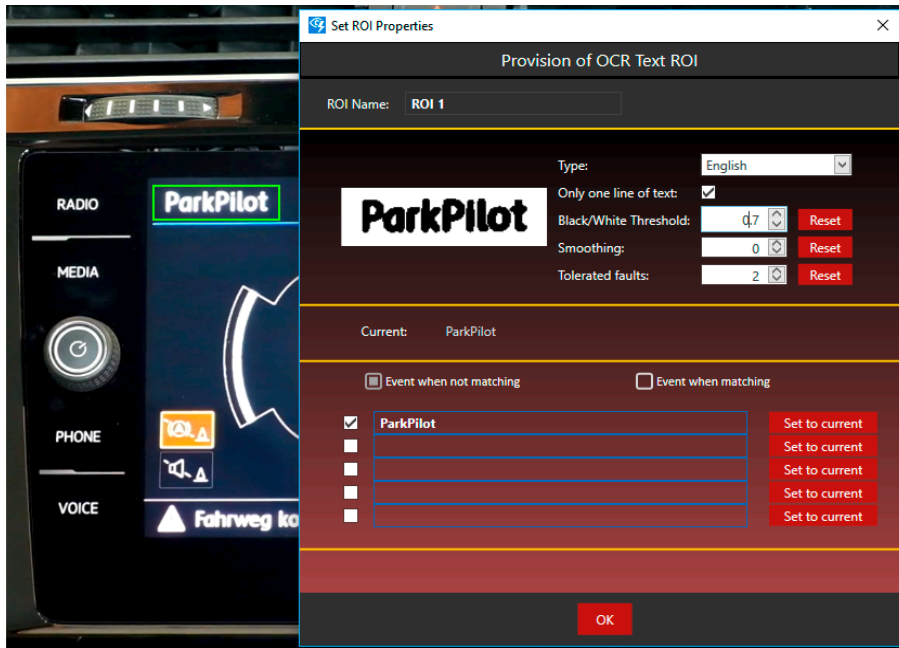 Set ROI Properties
Provision of OCR Text ROI
ROI Name: ROI 1
ParkPilot
Type: English
Only one line of text:
Black/White Threshold: 0.7 Reset
Smoothing: 0 Reset
Tolerated faults: 2 Reset
Current: ParkPilot
Event when not matching Event when matching
ParkPilot Set to current
Set to current
Set to current
Set to current
Set to current
OK
RADIO
MEDIA
PHONE
VOICE
ParkPilot
Fahrweg ko